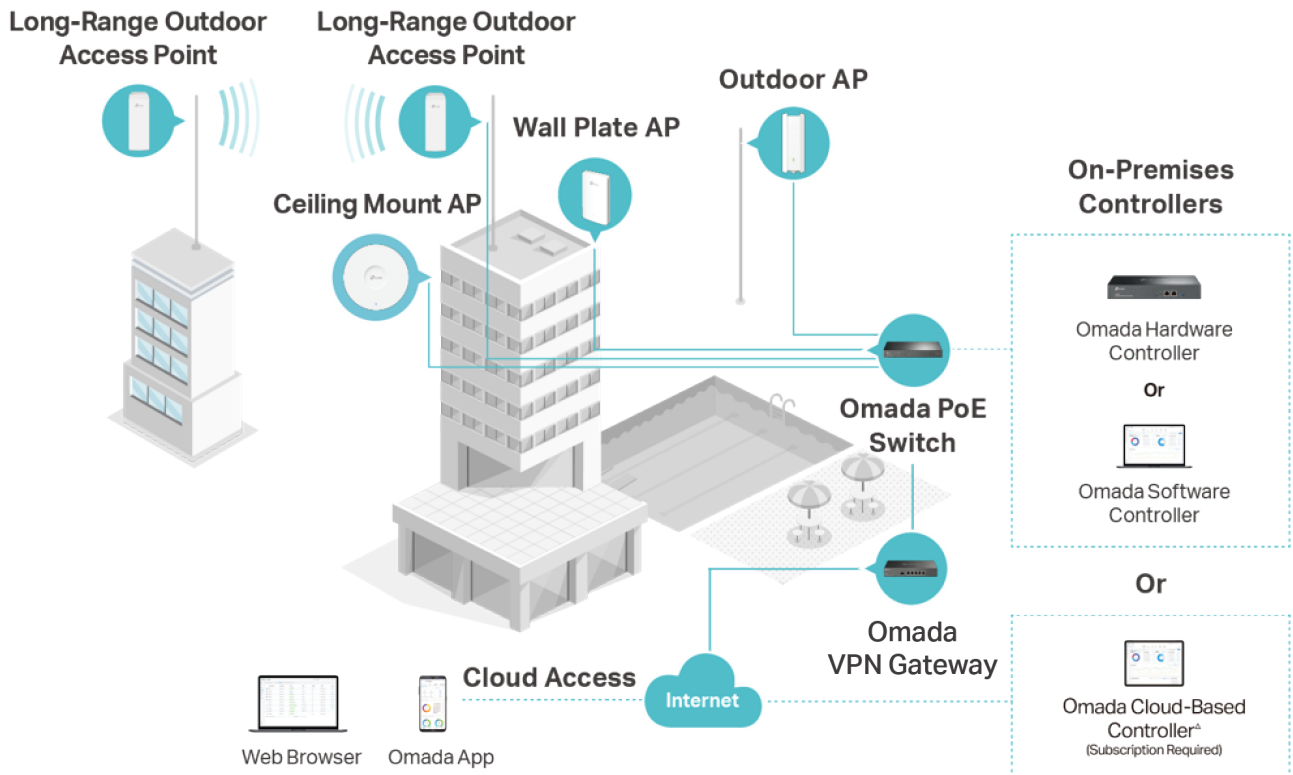 Long-Range Outdoor
Access Point
Long-Range Outdoor
Access Point
Outdoor AP
Wall Plate AP
Ceiling Mount AP
On-Premises
Controllers
Omada Hardware
Controller
Or
Omada Software
Controller
Omada PoE
Switch
Or
Omada
VPN Gateway
Cloud Access
Internet
Web Browser
Omada App
Omada Cloud-Based
Controller△
(Subscription Required)